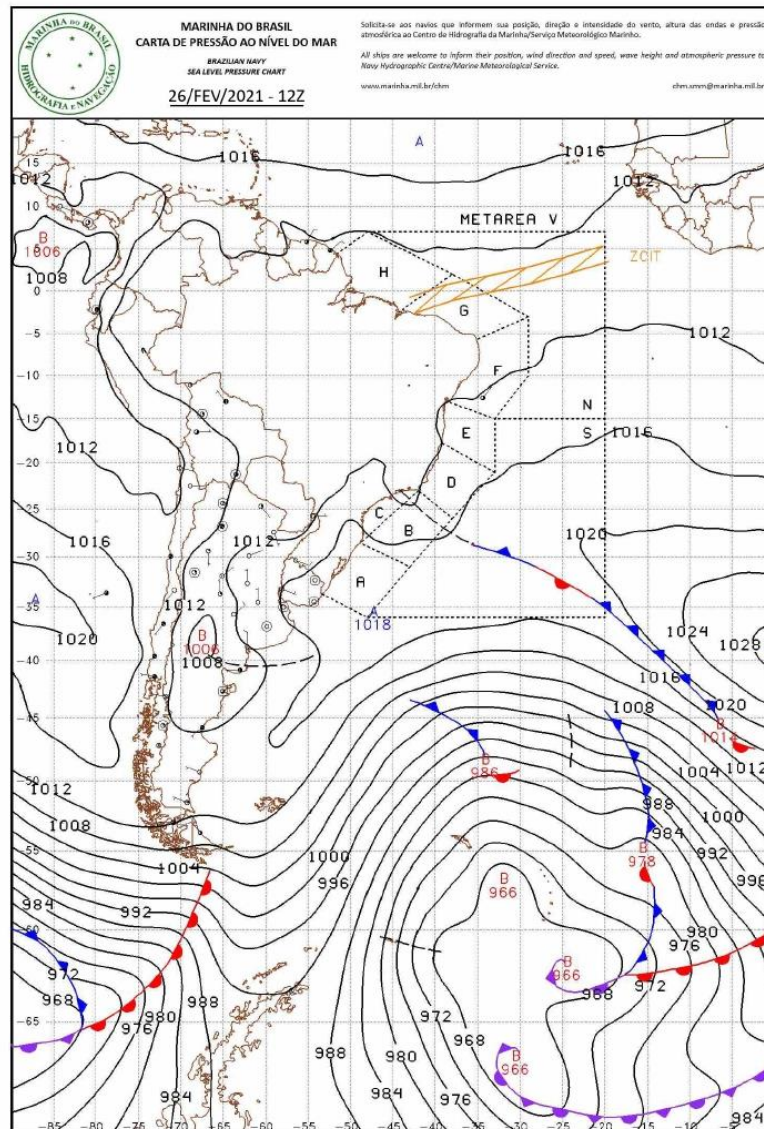 MARINHA DO BRASIL
HIDROGRAFIA e NAVEGAÇÃO
MARINHA DO BRASIL
CARTA DE PRESSÃO AO NÍVEL DO MAR
BRAZILIAN NAVY
SEA LEVEL PRESSURE CHART
26/FEV/2021 - 12Z
Solicita-se aos navios que informem sua posição, direção e intensidade do vento, altura das ondas e pressão
atmosférica ao Centro de Hidrografia da Marinha/Serviço Meteorológico Marinho.
All ships are welcome to inform their position, wind direction and speed, wave height and atmospheric pressure to
Navy Hydrographic Centre/Marine Meteorological Service.
www.marinha.mil.br/chm
chm.smm@marinha.mil.br
A
1016
1016
15
1012
1012
10
METAREA V
B
1006
5
ZCIT
1008
H
0
G
-5
1012
F
-10
N
-15
E
S
1016
1012
-20
D
-25
C
1012
B
1020
1016
-30
A
A
1012
A
1018
-35
1020
B
1006
1024
1028
1008
-40
1016
1008
1020
-45
B
1014
B
986
1004
1012
-50
1012
988
1000
1008
984
-55
1000
B
978
992
1004
996
B
966
996
984
992
-60
980
B
966
976
972
968
972
968
988
980
976
972
-65
B
966
968
988
980
984
984
976
984
-85
-80
-75
-70
-65
-60
-55
-50
-45
-40
-35
-30
-25
-20
-15
-10
-5